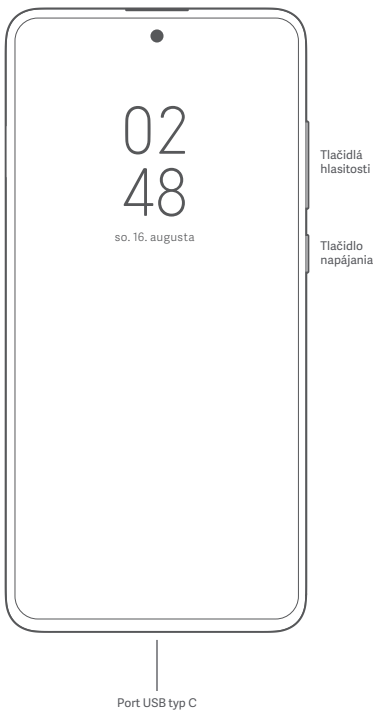 02
48
so. 16. augusta
Tlačidlá
hlasitosti
Tlačidlo
napájania
Port USB typ C